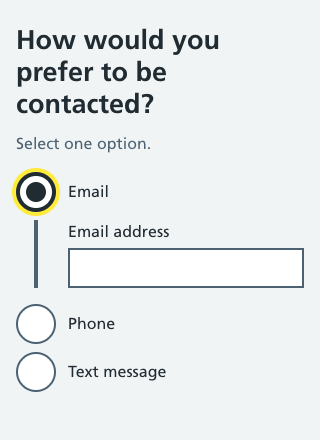 How would you
prefer to be
contacted?
Select one option.
Email
Email address
Phone
Text message